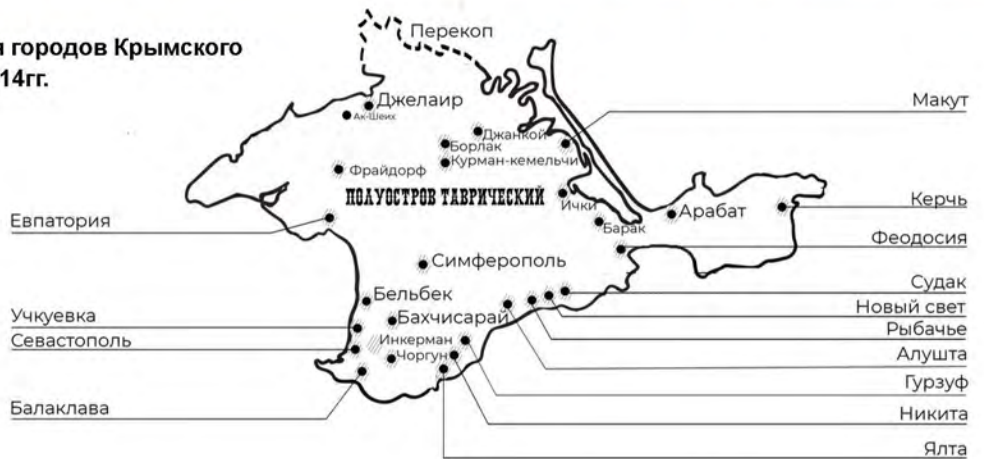 я городов Крымского
14гг.
Перекоп
Джелаир
Ак-Шеих
Джанкой
Борлак
Курман-кемельчи
Фрайдорф
ПОЛУОСТРОВ ТАВРИЧЕСКИЙ
Ички
Барак
Арабат
Симферополь
Бельбек
Бахчисарай
Инкерман
Чоргун
Евпатория
Учкуевка
Севастополь
Балаклава
Макут
Керчь
Феодосия
Судак
Новый свет
Рыбачье
Алушта
Гурзуф
Никита
Ялта